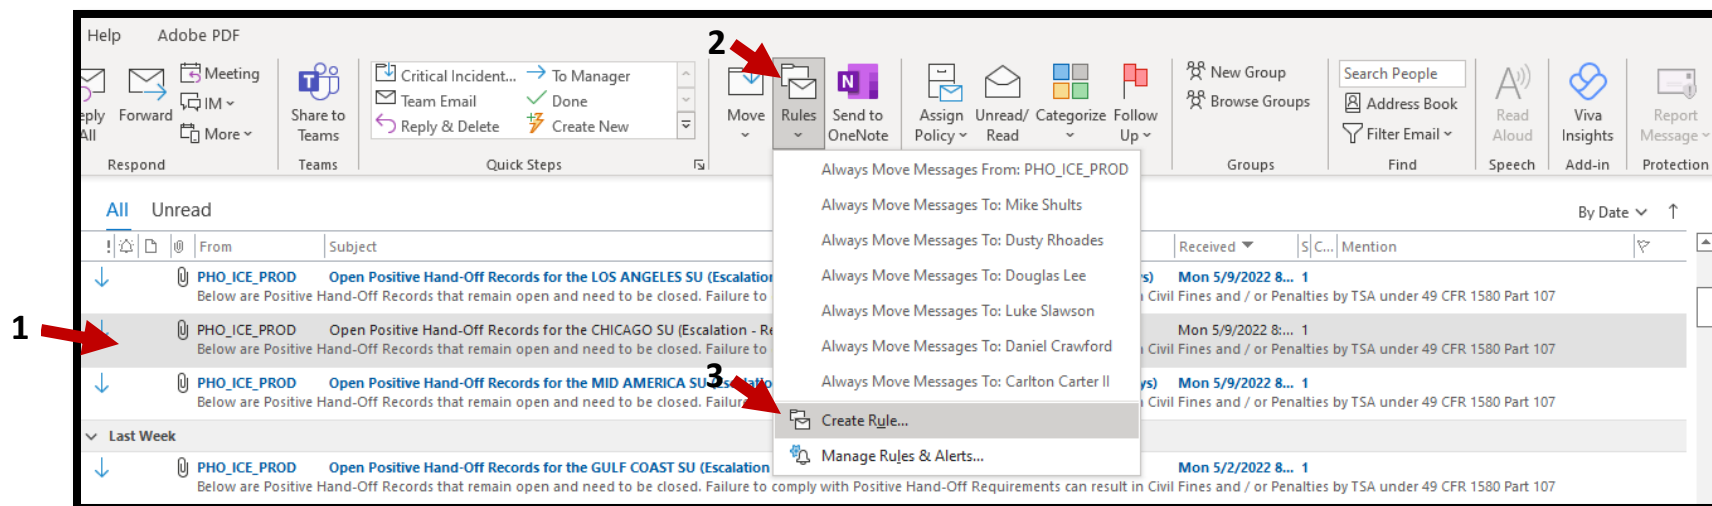 Help Adobe PDF
2
Meeting
IM
More
eply All
Forward
Respond
Share to Teams
Teams
Critical Incident... To Manager
Team Email Done
Reply & Delete Create New
Quick Steps
Move
Rules
Send to OneNote
Assign Policy
Unread/ Read
Categorize
Follow Up
New Group
Browse Groups
Groups
Search People
Address Book
Filter Email
Find
Read Aloud
Speech
Viva Insights
Add-in
Report Message
Protection
Always Move Messages From: PHO_ICE_PROD
Always Move Messages To: Mike Shults
Always Move Messages To: Dusty Rhoades
Always Move Messages To: Douglas Lee
Always Move Messages To: Luke Slawson
Always Move Messages To: Daniel Crawford
Always Move Messages To: Carlton Carter II
3
Create Rule...
Manage Rules & Alerts...
All Unread
By Date
! From Subject Received S C... Mention
PHO_ICE_PROD Open Positive Hand-Off Records for the LOS ANGELES SU (Escalation s) Mon 5/9/2022 8... 1
Below are Positive Hand-Off Records that remain open and need to be closed. Failure to Civil Fines and / or Penalties by TSA under 49 CFR 1580 Part 107
1
PHO_ICE_PROD Open Positive Hand-Off Records for the CHICAGO SU (Escalation - Re Mon 5/9/2022 8:... 1
Below are Positive Hand-Off Records that remain open and need to be closed. Failure to Civil Fines and / or Penalties by TSA under 49 CFR 1580 Part 107
PHO_ICE_PROD Open Positive Hand-Off Records for the MID AMERICA SU ys) Mon 5/9/2022 8... 1
Below are Positive Hand-Off Records that remain open and need to be closed. Failur Civil Fines and / or Penalties by TSA under 49 CFR 1580 Part 107
Last Week
PHO_ICE_PROD Open Positive Hand-Off Records for the GULF COAST SU (Escalation Mon 5/2/2022 8... 1
Below are Positive Hand-Off Records that remain open and need to be closed. Failure to comply with Positive Hand-Off Requirements can result in Civil Fines and / or Penalties by TSA under 49 CFR 1580 Part 107